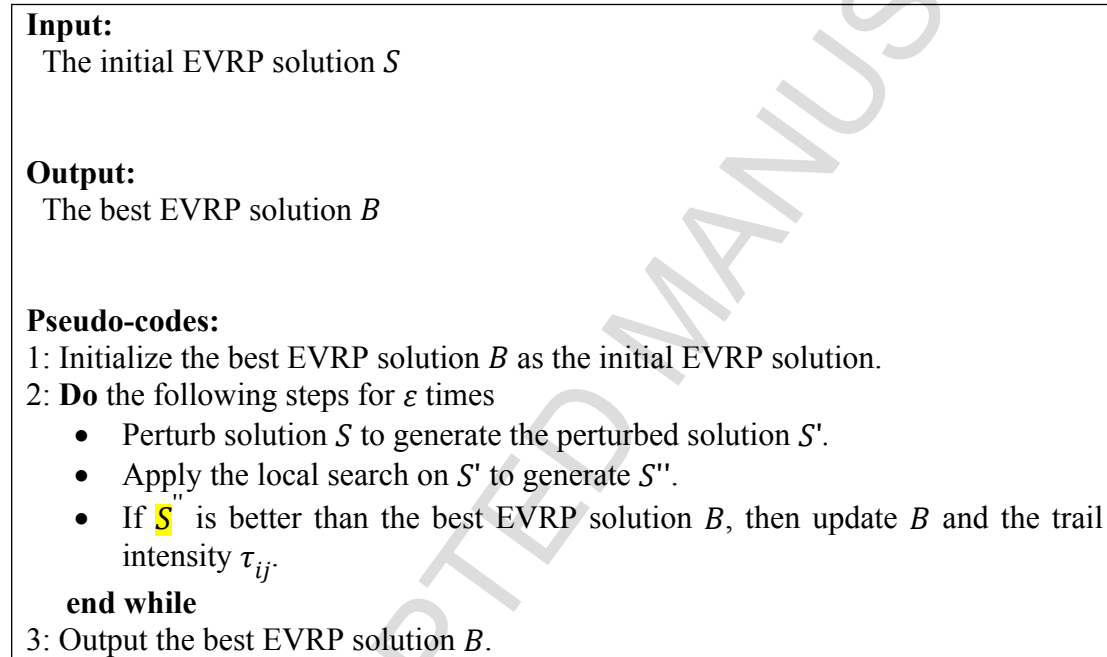 Input:
The initial EVRP solution S
Output:
The best EVRP solution B
Pseudo-codes:
1: Initialize the best EVRP solution B as the initial EVRP solution.
2: Do the following steps for ε times
• Perturb solution S to generate the perturbed solution S'.
• Apply the local search on S' to generate S''.
• If S'' is better than the best EVRP solution B, then update B and the trail
intensity τij.
end while
3: Output the best EVRP solution B.
PTED MANUS